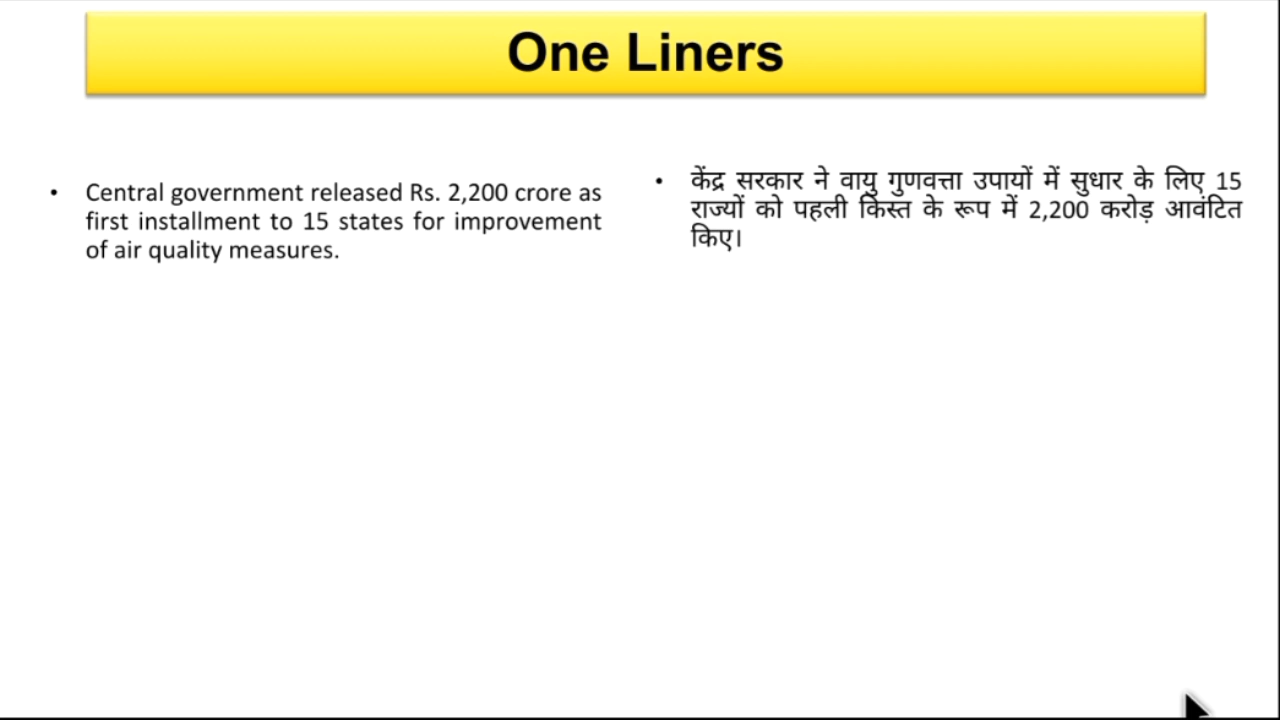 One Liners
• Central government released Rs. 2,200 crore as
first installment to 15 states for improvement
of air quality measures.
• केंद्र सरकार ने वायु गुणवत्ता उपायों में सुधार के लिए 15
राज्यों को पहली किस्त के रूप में 2,200 करोड़ आवंटित
किए।